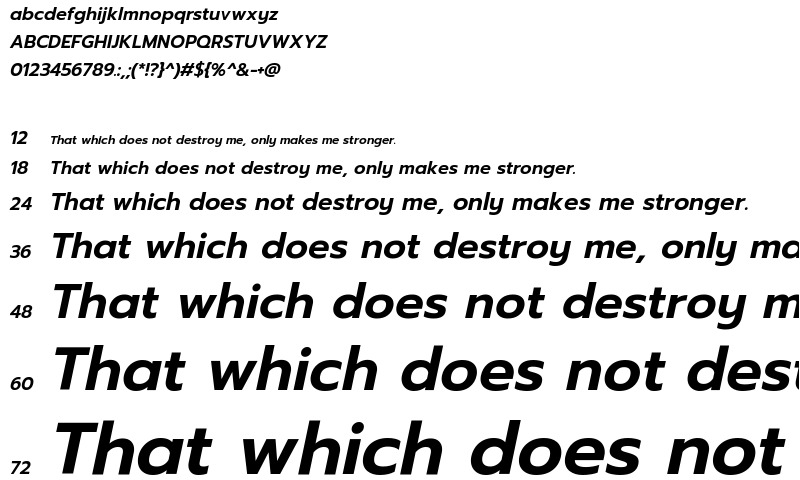 abcdefghijklmnopqrstuvwxyz
ABCDEFGHIJKLMNOPQRSTUVWXYZ
0123456789.:,;(*!?}^)#${%^&-+@
12 That which does not destroy me, only makes me stronger.
18 That which does not destroy me, only makes me stronger.
24 That which does not destroy me, only makes me stronger.
36 That which does not destroy me, only ma
48 That which does not destroy m
60 That which does not dest
72 That which does not